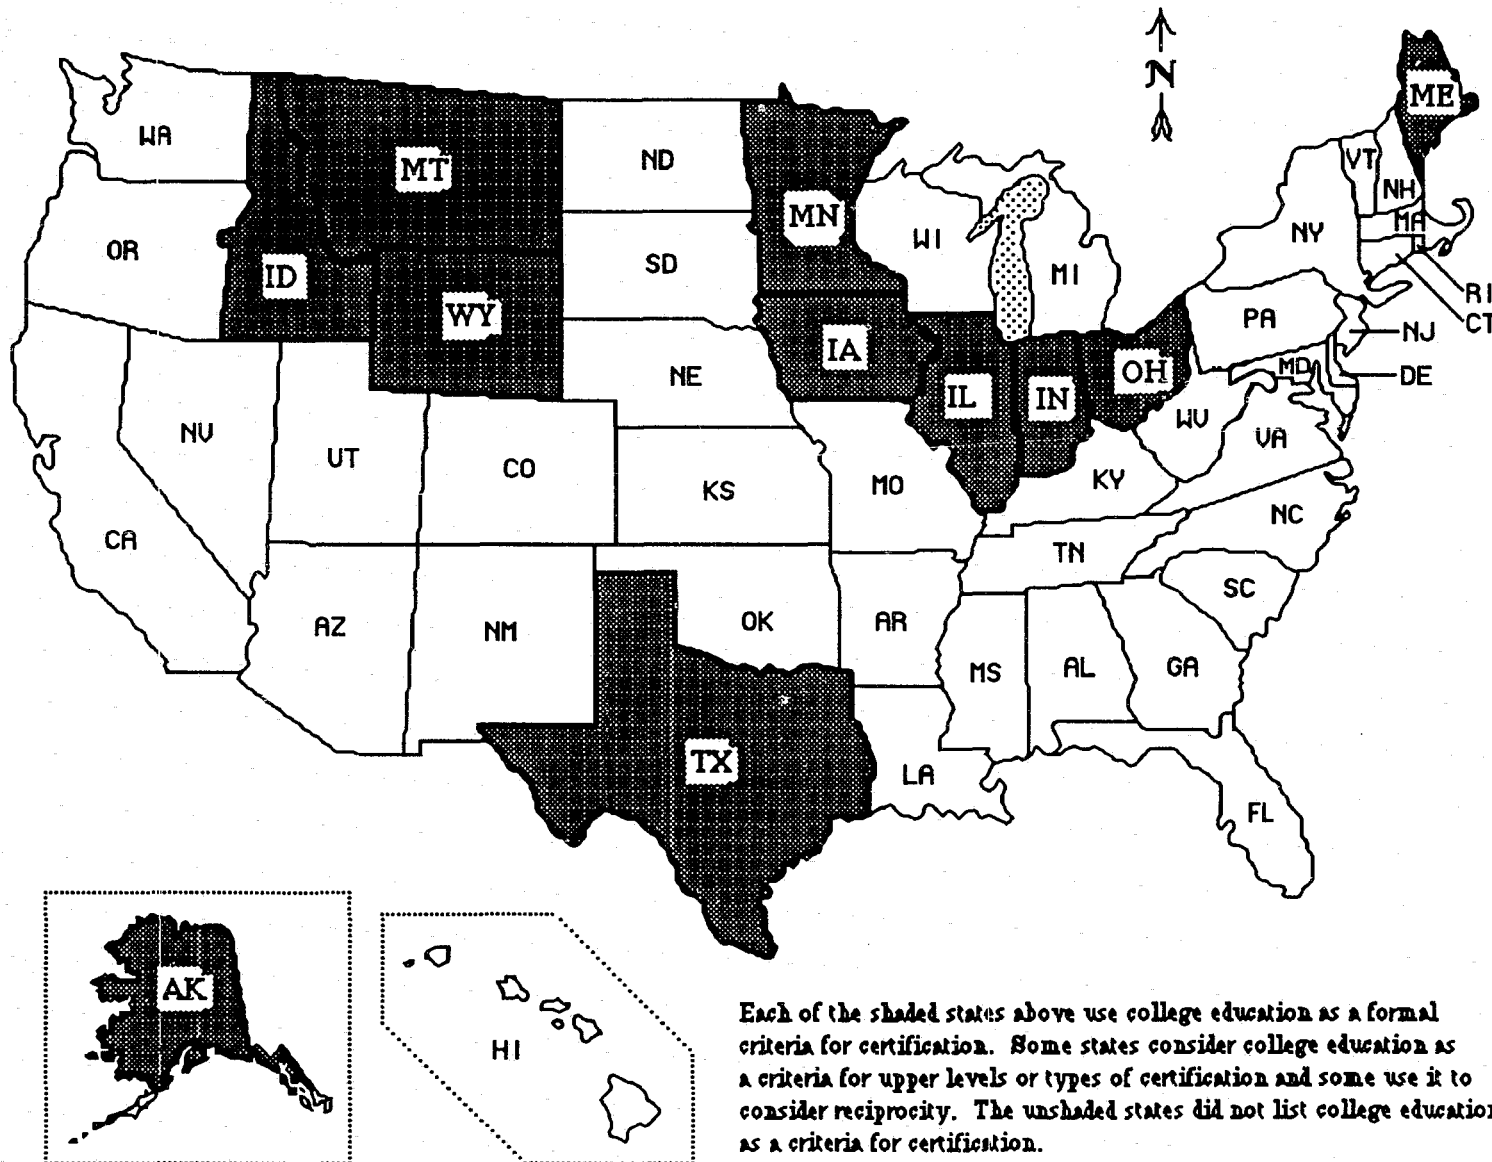 N
ME
WA
MT
ND
MN
VT
NH
MA
NY
WI
OR
ID
SD
MI
RI
CT
WY
PA
NJ
IA
OH
MD
DE
NE
IL
IN
NV
UT
CO
KS
MO
KY
WV
VA
CA
NC
TN
SC
AZ
NM
OK
AR
MS
AL
GA
TX
LA
FL
AK
HI
Each of the shaded states above use college education as a formal
criteria for certification. Some states consider college education as
a criteria for upper levels or types of certification and some use it to
consider reciprocity. The unshaded states did not list college education
as a criteria for certification.